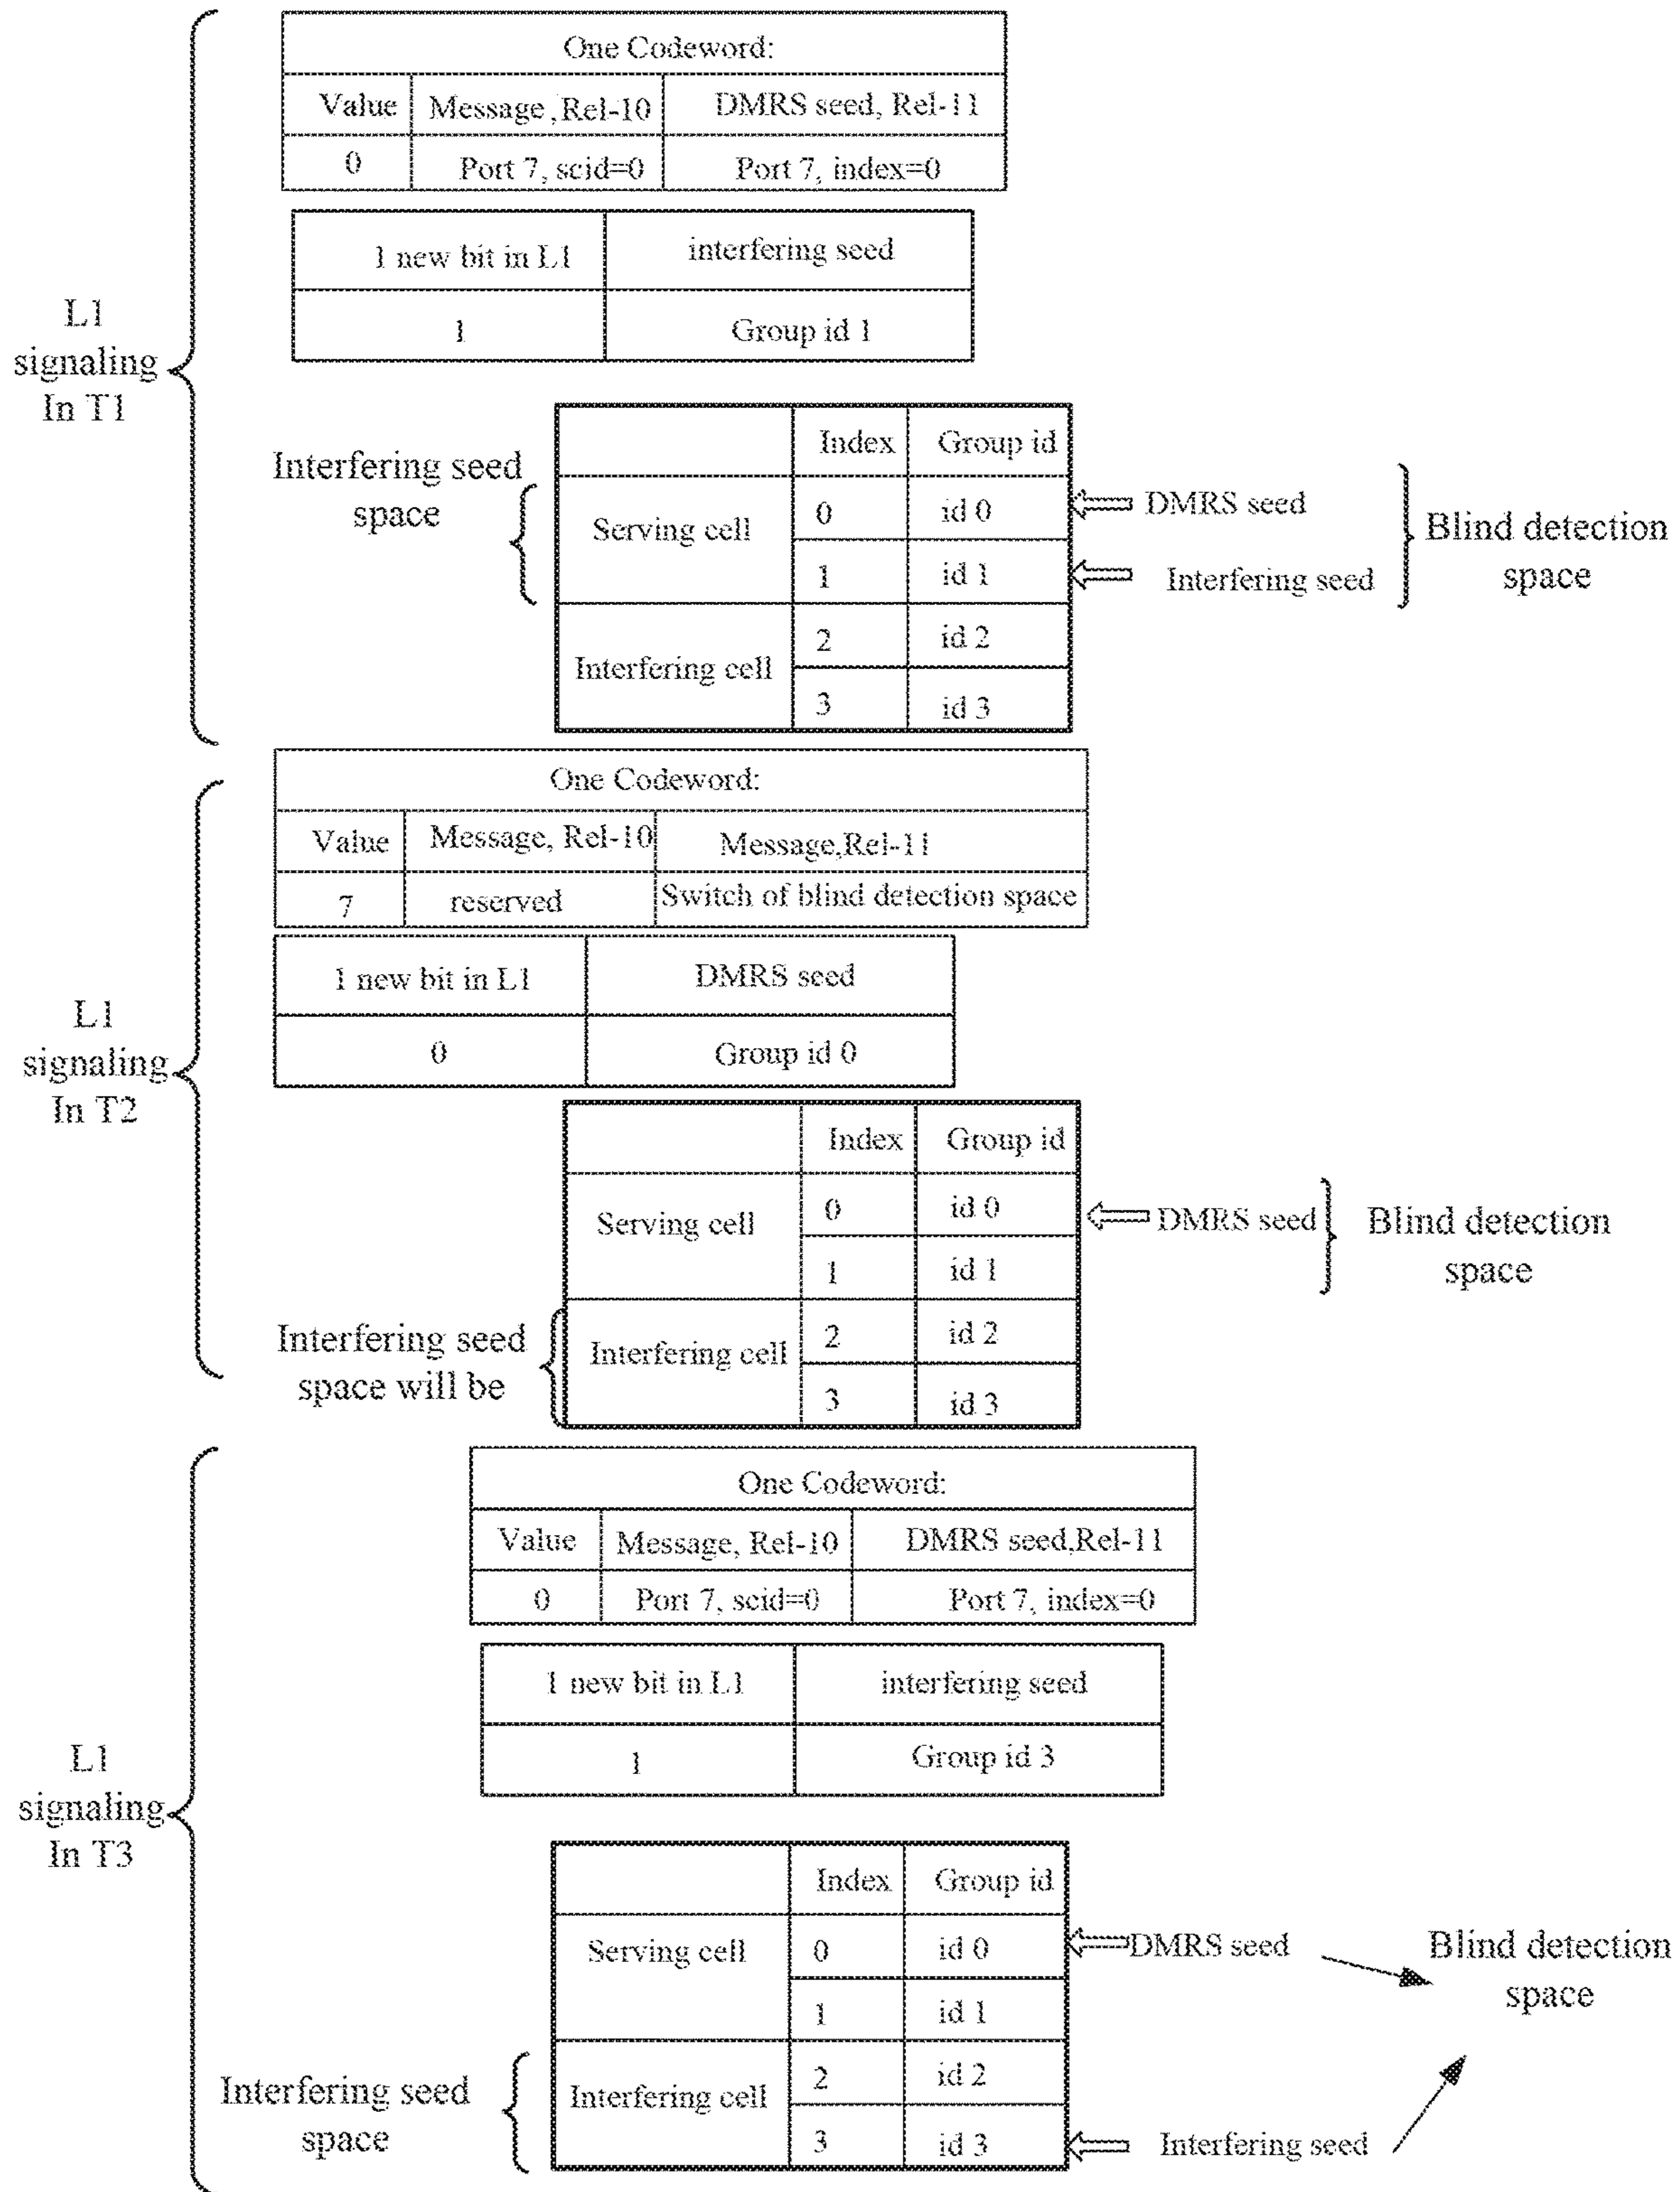 One Codeword:
Value Message ,Rel-10 DMRS seed, Rel-11
0 Port 7, scid=0 Port 7, index=0
1 new bit in L1 interfering seed
1 Group id 1
L1
signaling
In T1
Index Group id
Interfering seed
space
Serving cell
0 id 0
DMRS seed
1 id 1
Interfering seed
Blind detection
space
Interfering cell
2 id 2
3 id 3
One Codeword:
Value Message, Rel-10 Message,Rel-11
7 reserved Switch of blind detection space
1 new bit in L1 DMRS seed
0 Group id 0
L1
signaling
In T2
Index Group id
Serving cell
0 id 0
DMRS seed
1 id 1
Blind detection
space
Interfering seed
space will be
Interfering cell
2 id 2
3 id 3
One Codeword:
Value Message, Rel-10 DMRS seed,Rel-11
0 Port 7, scid=0 Port 7, index=0
1 new bit in L1 interfering seed
1 Group id 3
L1
signaling
In T3
Index Group id
Serving cell
0 id 0
DMRS seed
1 id 1
Blind detection
space
Interfering seed
space
Interfering cell
2 id 2
3 id 3
Interfering seed